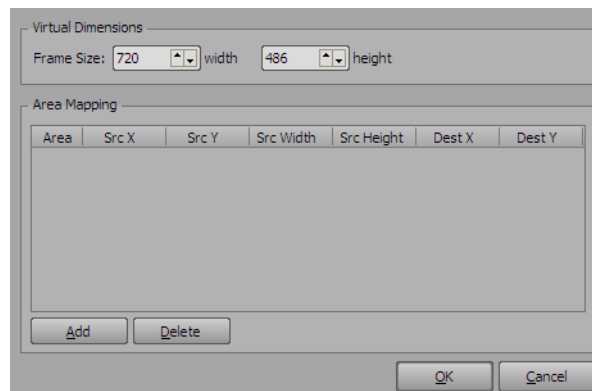 Virtual Dimensions
Frame Size: 720 width 486 height
Area Mapping
Area Src X Src Y Src Width Src Height Dest X Dest Y
Add Delete
OK Cancel